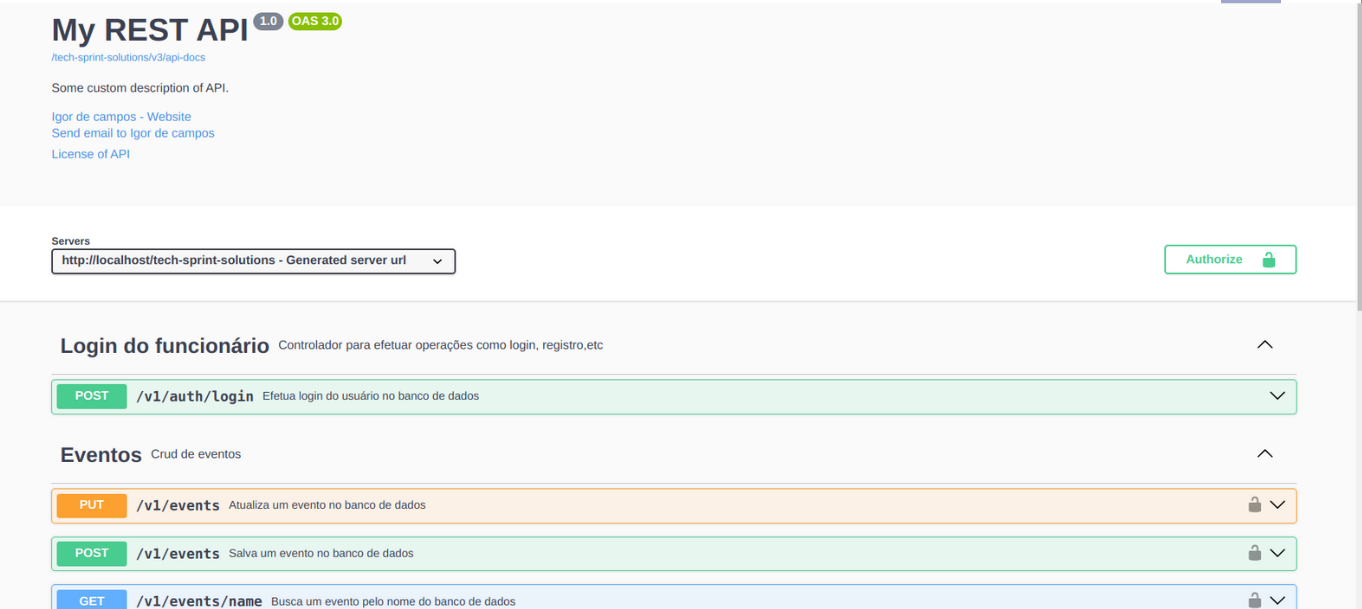 My REST API 1.0 OAS 3.0
/tech-sprint-solutions/v3/api-docs
Some custom description of API.
Igor de campos - Website
Send email to Igor de campos
License of API
Servers
http://localhost/tech-sprint-solutions - Generated server url
Authorize
Login do funcionário Controlador para efetuar operações como login, registro,etc
POST /v1/auth/login Efetua login do usuário no banco de dados
Eventos Crud de eventos
PUT /v1/events Atualiza um evento no banco de dados
POST /v1/events Salva um evento no banco de dados
GET /v1/events/name Busca um evento pelo nome do banco de dados